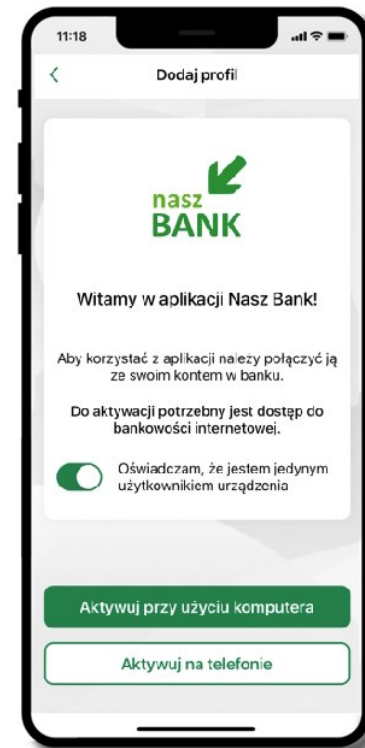 11:18
Dodaj profil
nasz
BANK
Witamy w aplikacji Nasz Bank!
Aby korzystać z aplikacji należy połączyć ją
ze swoim kontem w banku.
Do aktywacji potrzebny jest dostęp do
bankowości internetowej.
Oświadczam, że jestem jedynym
użytkownikiem urządzenia
Aktywuj przy użyciu komputera
Aktywuj na telefonie